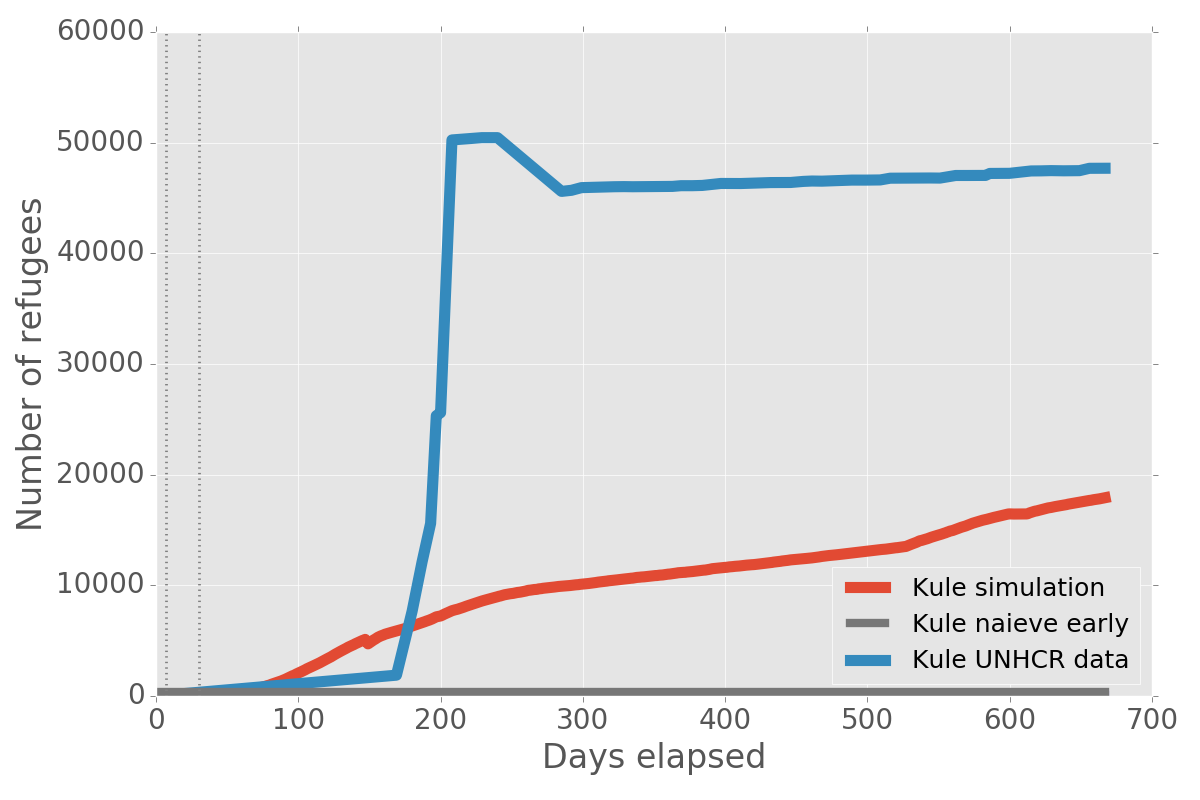 60000
50000
40000
30000
20000
10000
0
Number of refugees
0 100 200 300 400 500 600 700
Days elapsed
Kule simulation
Kule naieve early
Kule UNHCR data